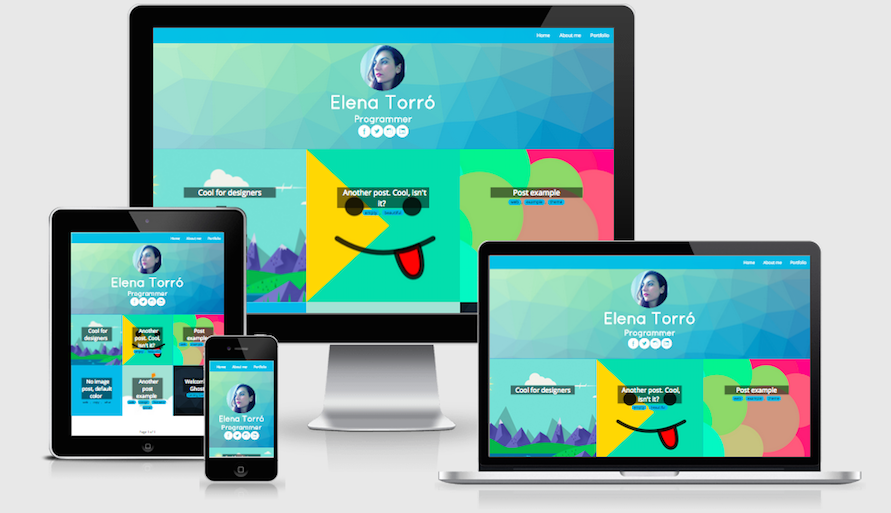 Home About me Portfolio
Elena Torró
Programmer
Cool for designers
Another post. Cool, isn't
it?
Post example
Home About me Portfolio
Elena Torró
Programmer
Cool for
designers
Another
post. Cool,
isn't it?
Post
example
No image
post, default
color
Another
post
example
Welcome
Ghost
Home About me Portfolio
Elena Torró
Programmer
Home About me Portfolio
Elena Torró
Programmer
Cool for designers
Another post. Cool,
isn't it?
Post example